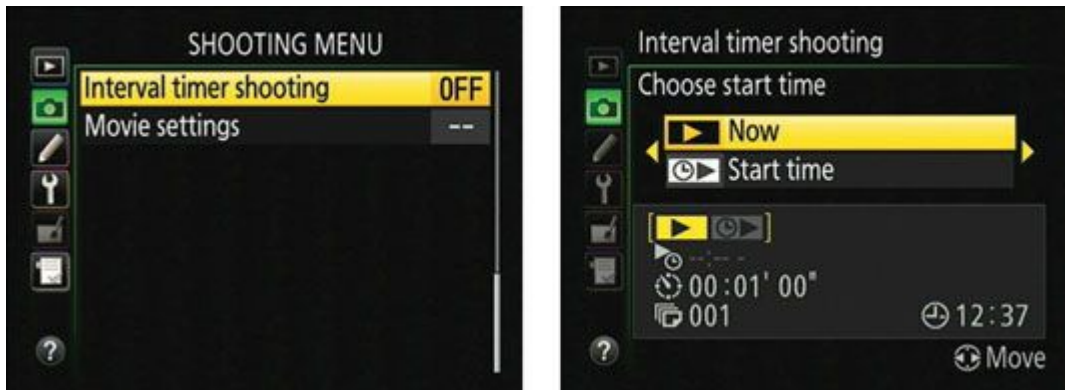 SHOOTING MENU
Interval timer shooting OFF
Movie settings --
?
Interval timer shooting
Choose start time
Now
Start time
--:-- -
00:01'00"
001 12:37
? Move